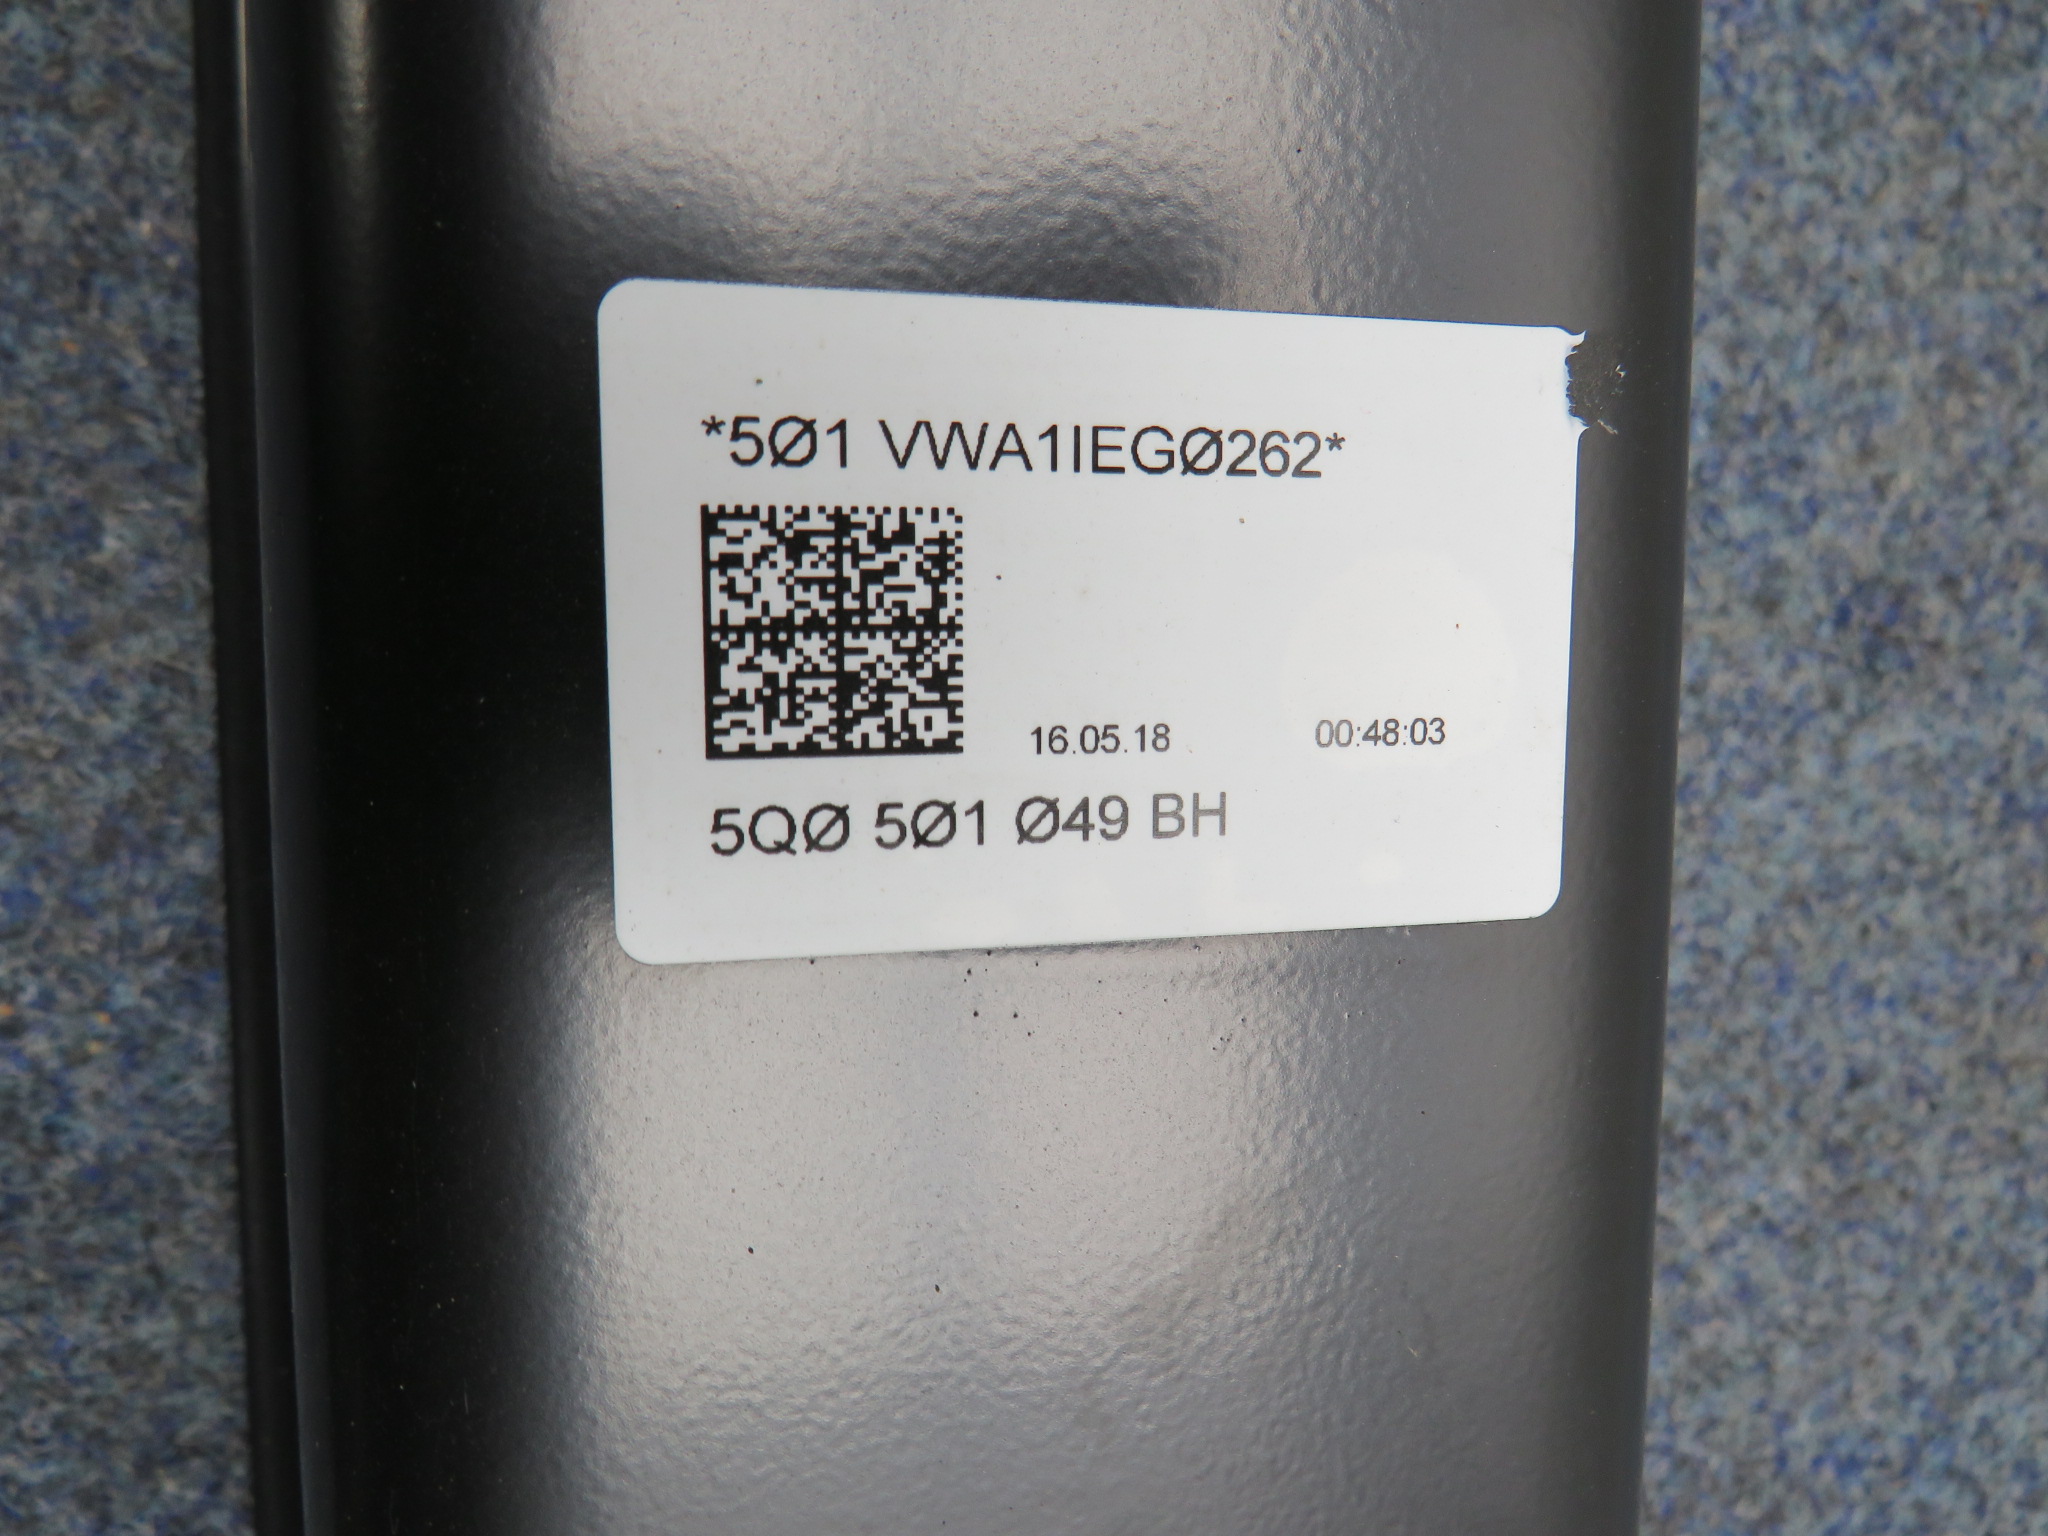 *5Ø1 VWA1IEGØ262*
16.05.18 00:48:03
5QØ 5Ø1 Ø49 BH